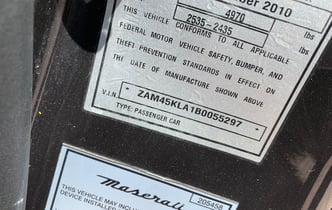 ber 2010
4970 lbs
THIS VEHICLE 2535 - 2435 lbs
FEDERAL MOTOR VEHICLE SAFETY, BUMPER, AND
CONFORMS TO ALL APPLICABLE
THEFT PREVENTION STANDARDS IN EFFECT ON
THE DATE OF MANUFACTURE SHOWN ABOVE
V.I.N. ZAM45KLA1B0055297
TYPE: PASSENGER CAR
Maserati
205458
THIS VEHICLE MAY INCLU
DEVICE INSTALLED